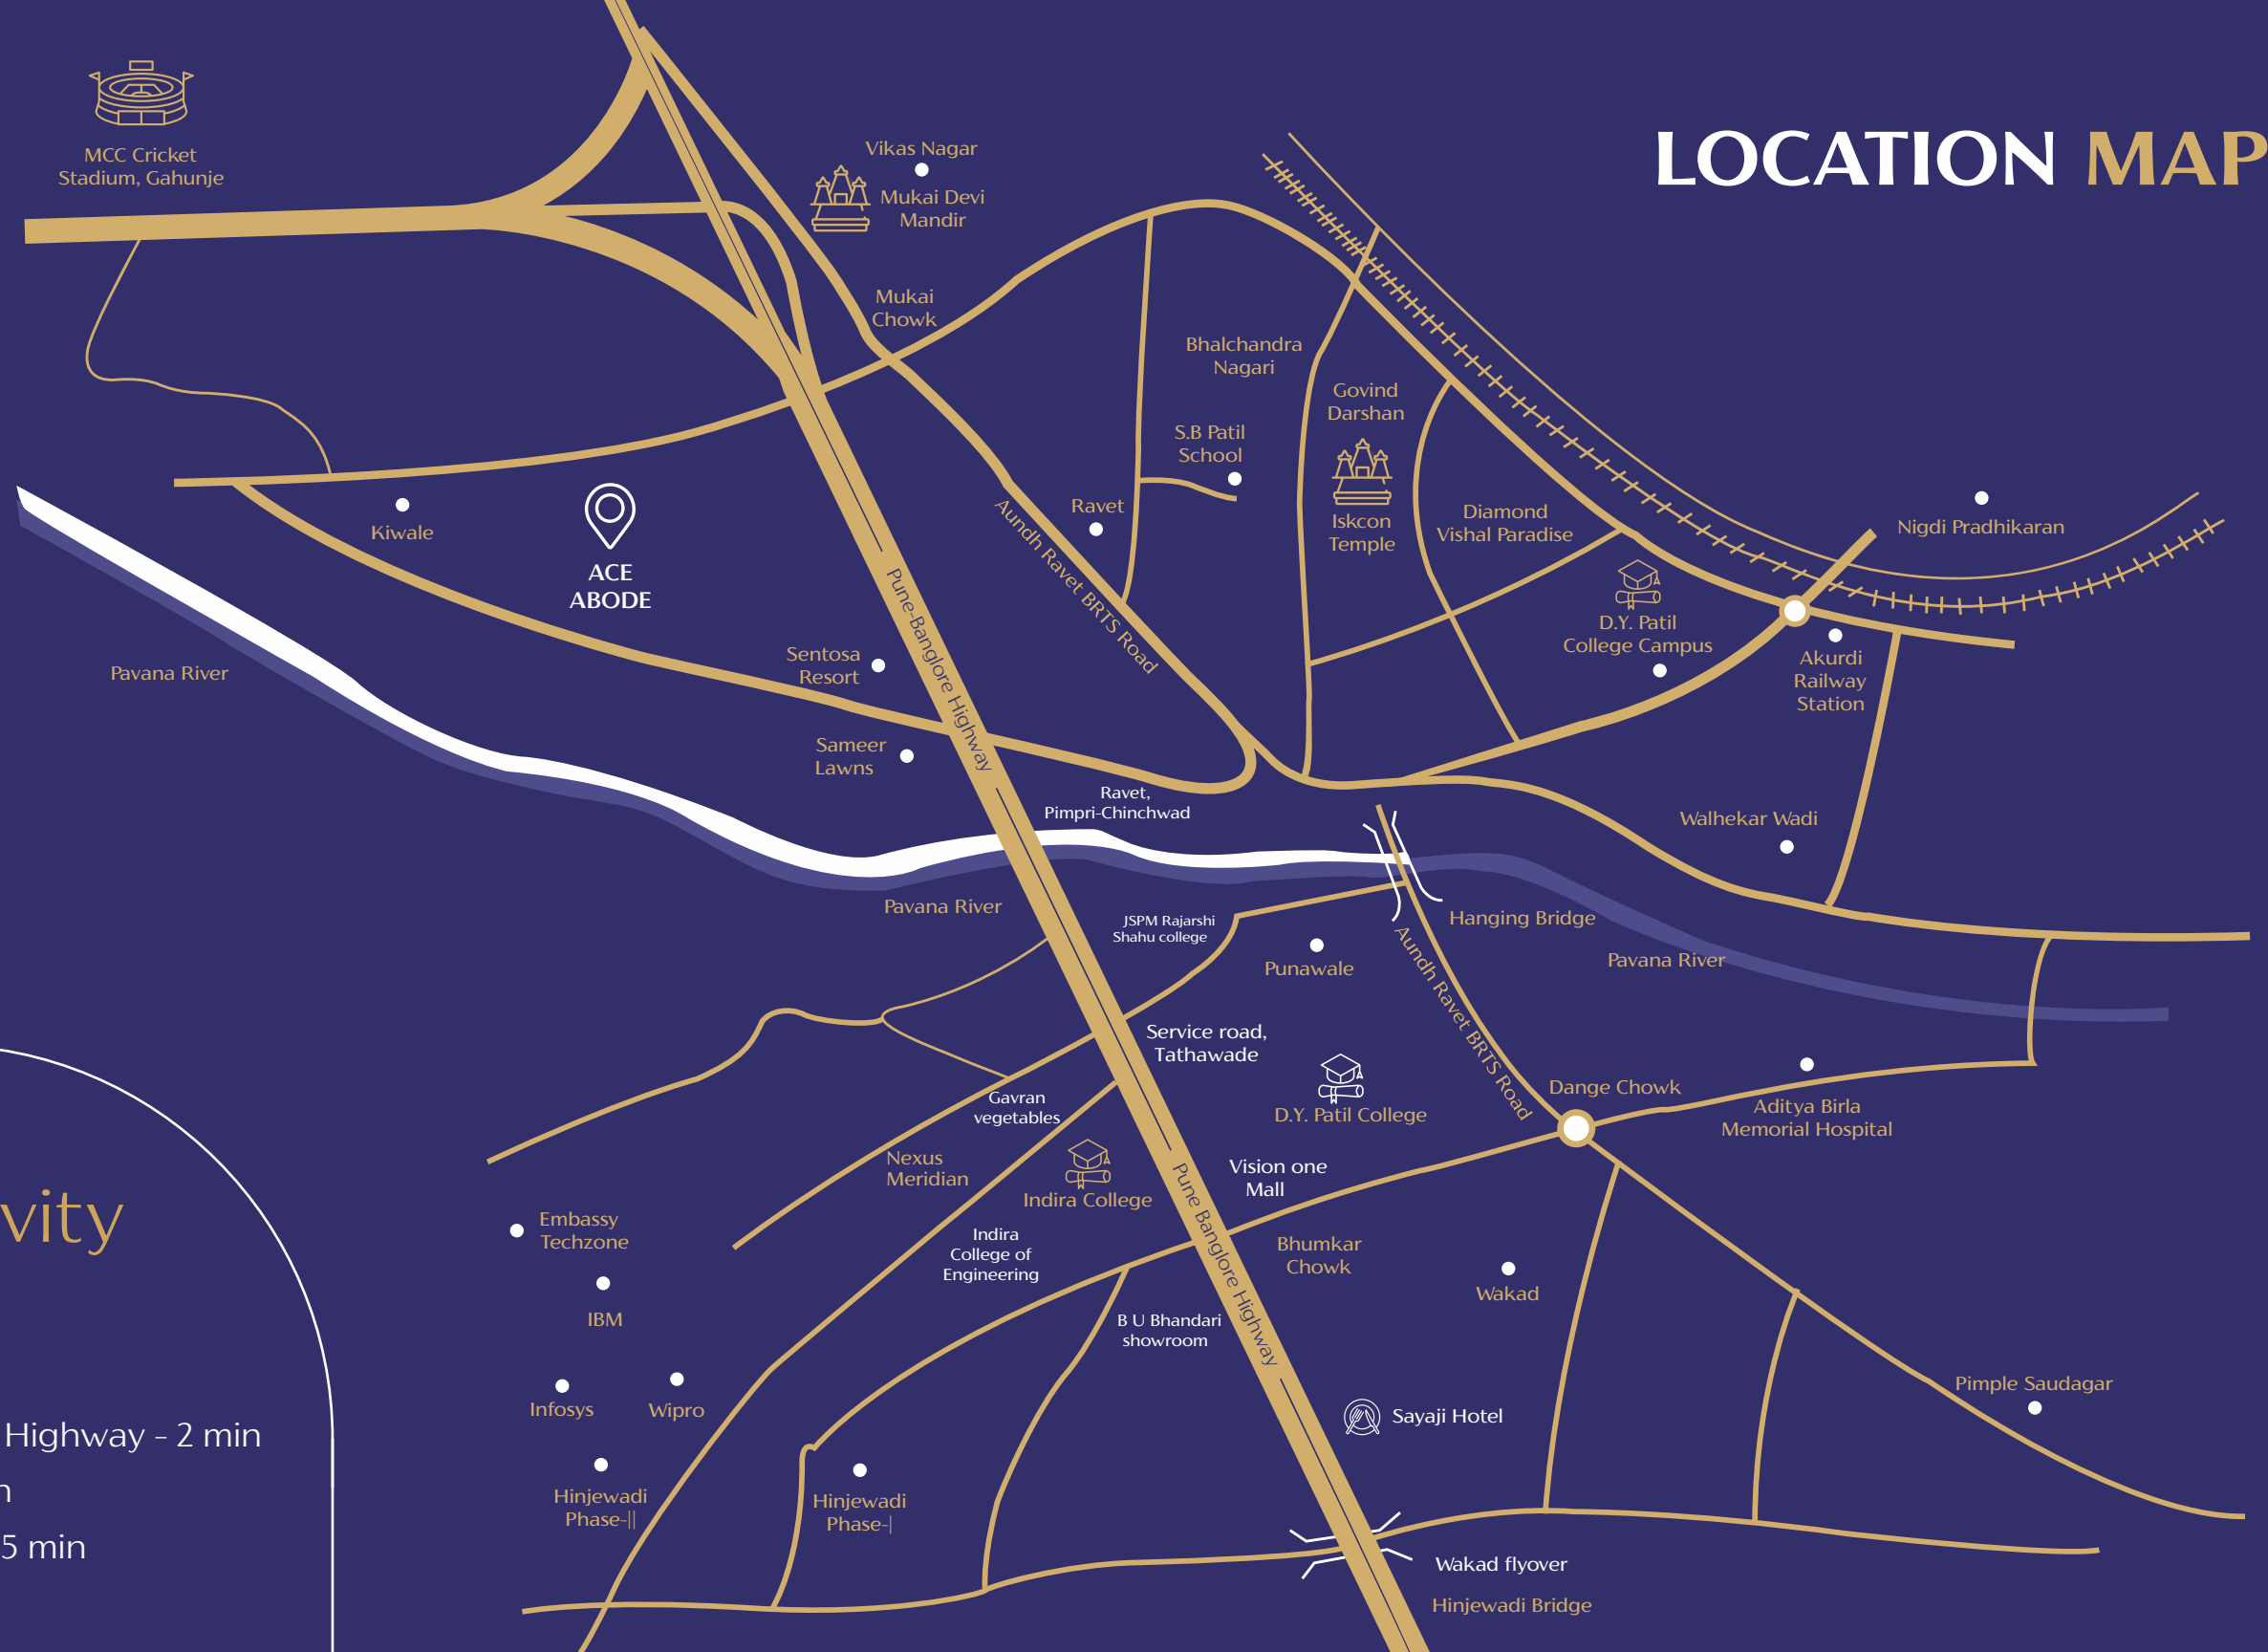 LOCATION MAP
MCC Cricket
Stadium, Gahunje
Vikas Nagar
Mukai Devi
Mandir
Mukai
Chowk
Bhalchandra
Nagari
Govind
Darshan
S.B Patil
School
Iskcon
Temple
Ravet
Diamond
Vishal Paradise
Nigdi Pradhikaran
Kiwale
ACE
ABODE
Pune-Banglore Highway
Aundh Ravet BRTS Road
D.Y. Patil
College Campus
Akurdi
Railway
Station
Pavana River
Sentosa
Resort
Sameer
Lawns
Ravet,
Pimpri-Chinchwad
Walhekar Wadi
Pavana River
JSPM Rajarshi
Shahu college
Hanging Bridge
Punawale
Pavana River
Aundh Ravet BRTS Road
Service road,
Tathawade
Gavran
vegetables
D.Y. Patil College
Dange Chowk
Aditya Birla
Memorial Hospital
Nexus
Meridian
Indira College
Vision one
Mall
Pune Banglore Highway
Embassy
Techzone
Indira
College of
Engineering
Bhumkar
Chowk
Wakad
IBM
B U Bhandari
showroom
Infosys
Wipro
Sayaji Hotel
Pimple Saudagar
Hinjewadi
Phase-||
Hinjewadi
Phase-|
Wakad flyover
Hinjewadi Bridge
vity
Highway - 2 min
n
5 min